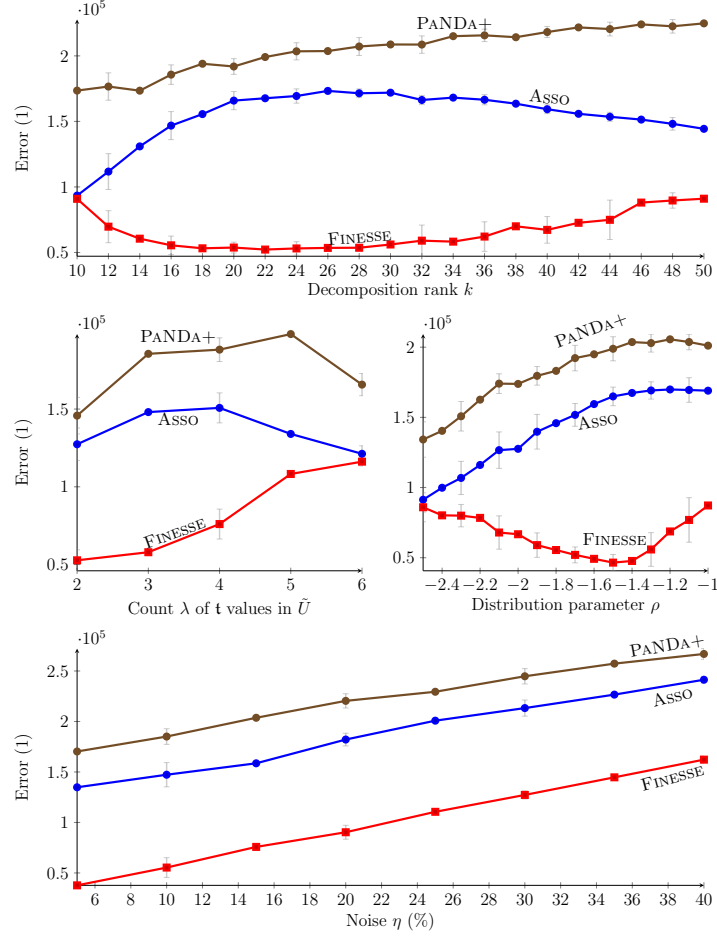 ·10^5
PANDA+
2
ASSO
1.5
Error (1)
1
FINESSE
0.5
10 12 14 16 18 20 22 24 26 28 30 32 34 36 38 40 42 44 46 48 50
Decomposition rank k
·10^5
PANDA+
1.5
ASSO
Error (1)
1
FINESSE
0.5
2 3 4 5 6
Count λ of 𝔱 values in Ũ
·10^5
PANDA+
2
1.5
ASSO
1
FINESSE
0.5
−2.4 −2.2 −2 −1.8 −1.6 −1.4 −1.2 −1
Distribution parameter ρ
·10^5
PANDA+
2.5
ASSO
2
Error (1)
1.5
FINESSE
1
0.5
6 8 10 12 14 16 18 20 22 24 26 28 30 32 34 36 38 40
Noise η (%)